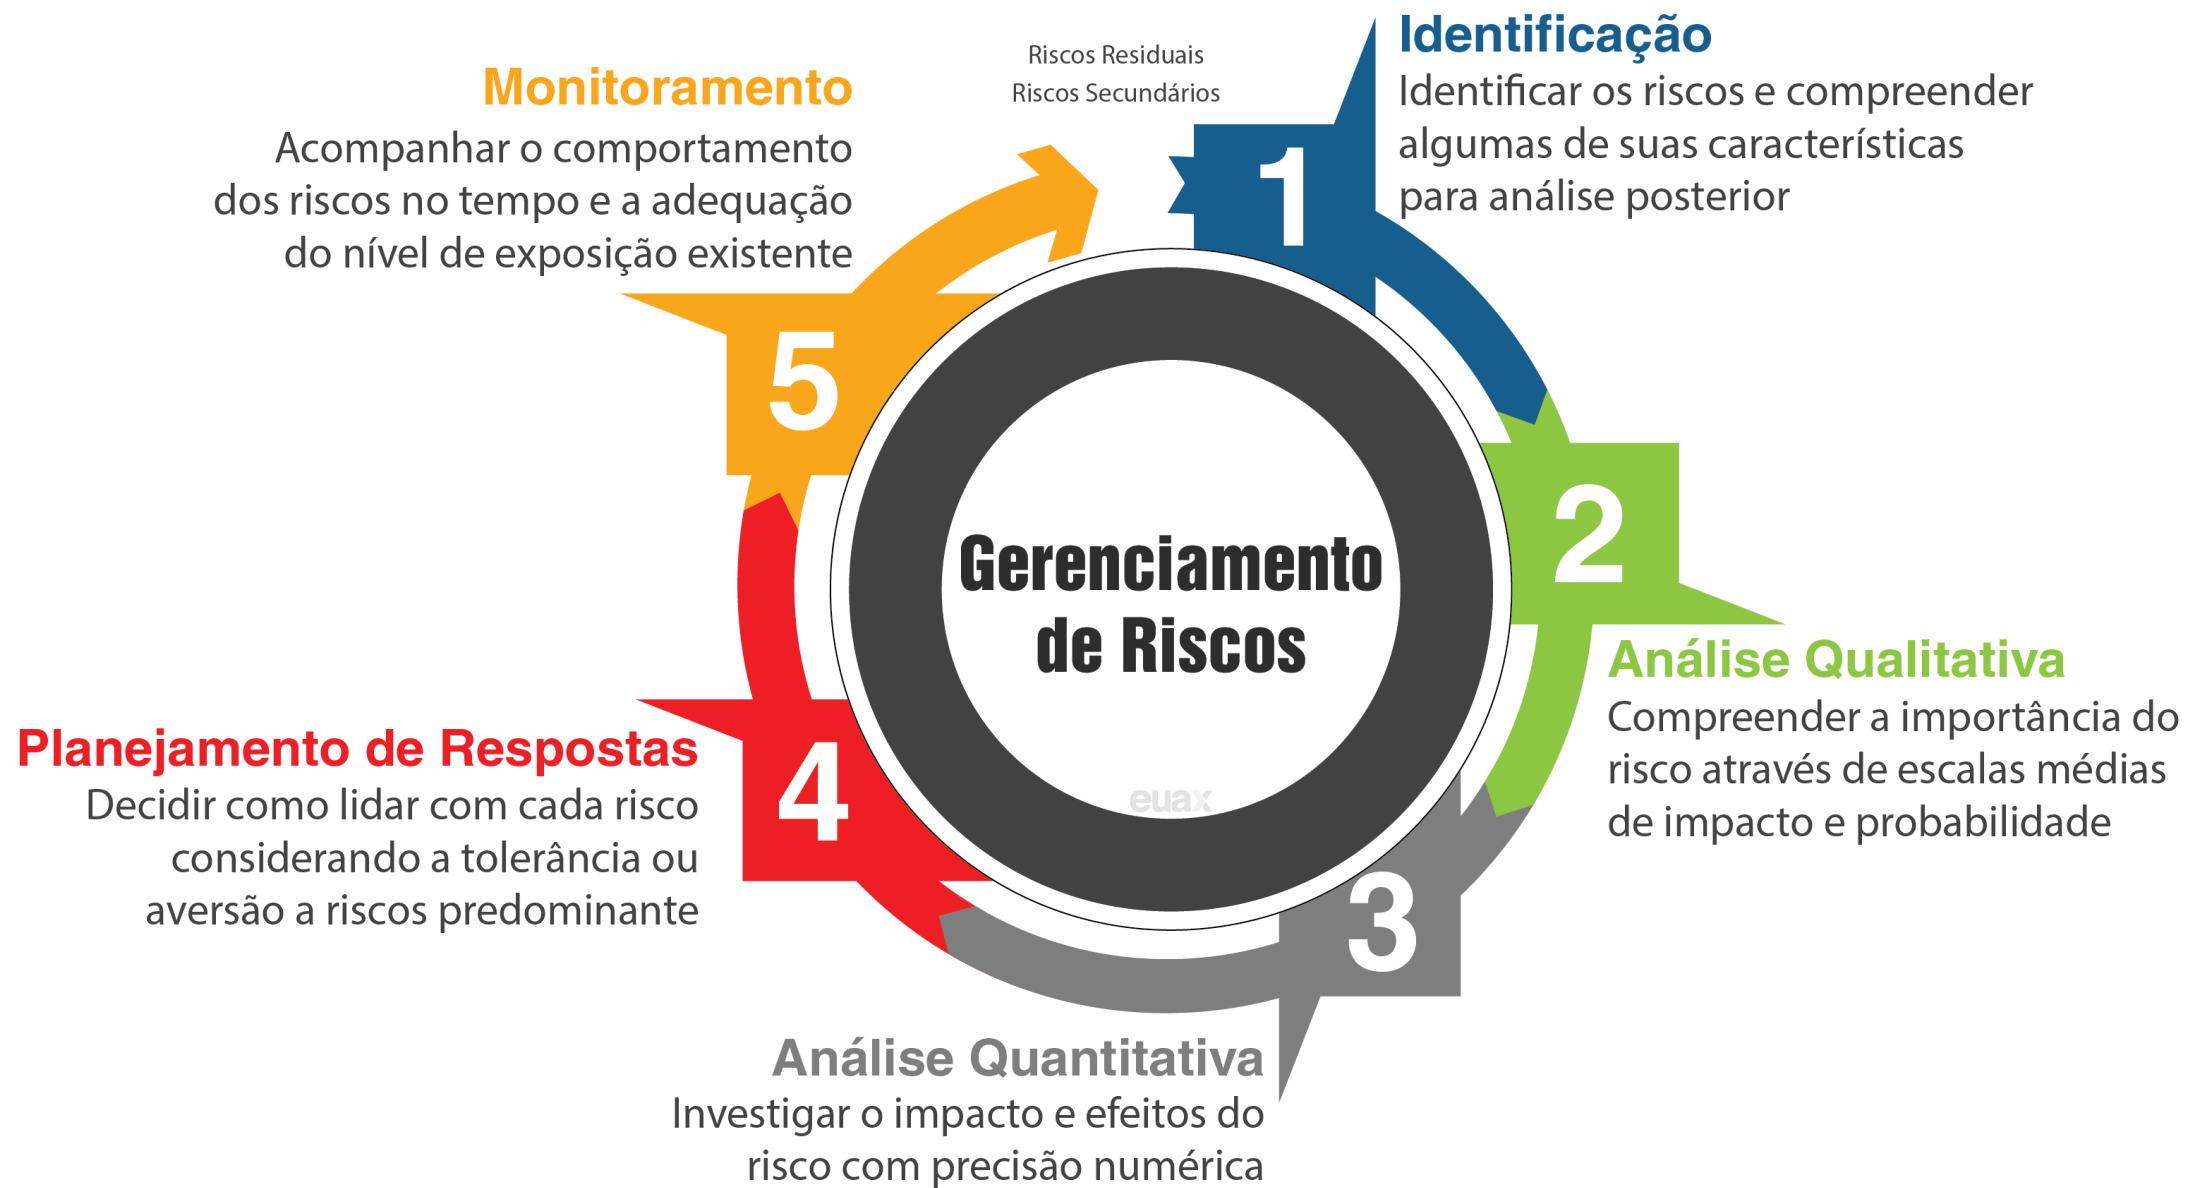 Riscos Residuais
Riscos Secundários
1
Identificação
Identificar os riscos e compreender
algumas de suas características
para análise posterior
2
Análise Qualitativa
Compreender a importância do
risco através de escalas médias
de impacto e probabilidade
3
Análise Quantitativa
Investigar o impacto e efeitos do
risco com precisão numérica
4
Planejamento de Respostas
Decidir como lidar com cada risco
considerando a tolerância ou
aversão a riscos predominante
5
Monitoramento
Acompanhar o comportamento
dos riscos no tempo e a adequação
do nível de exposição existente
Gerenciamento
de Riscos
euax